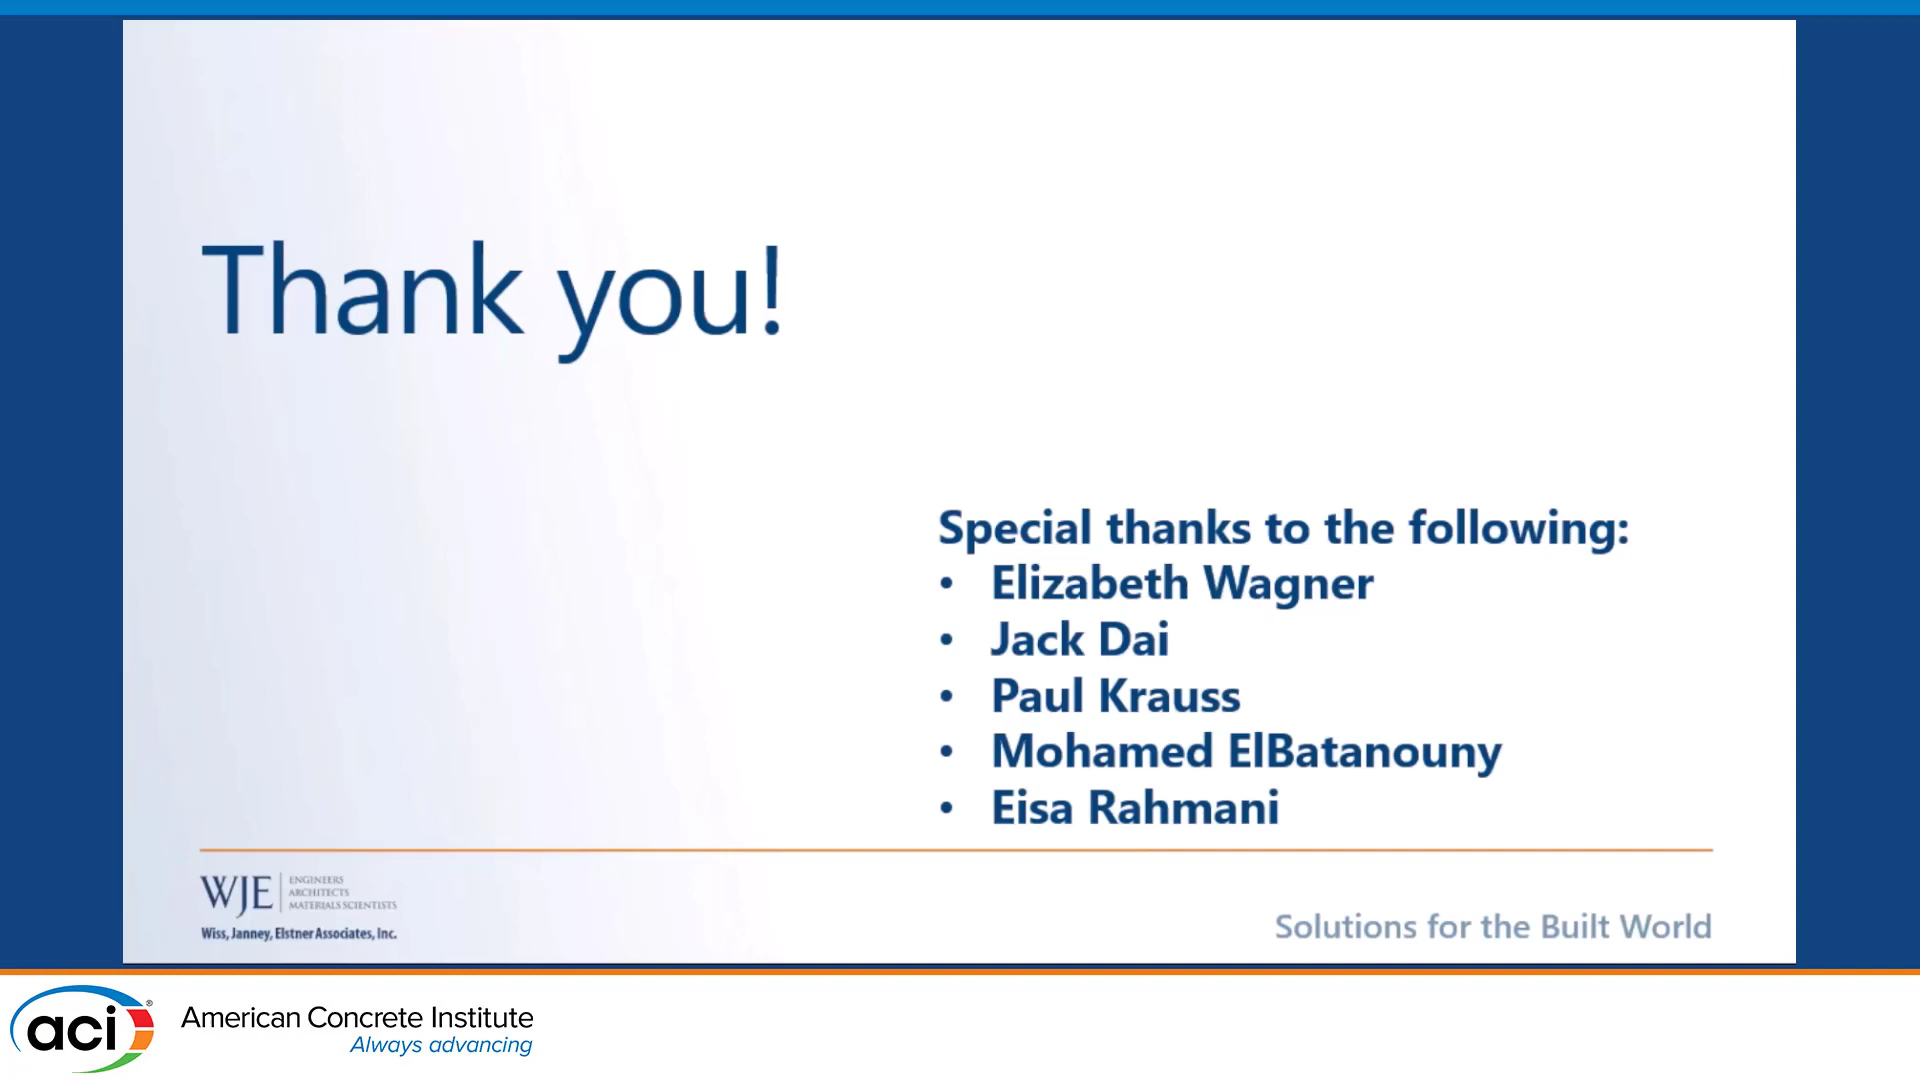 Thank you!
Special thanks to the following:
• Elizabeth Wagner
• Jack Dai
• Paul Krauss
• Mohamed ElBatanouny
• Eisa Rahmani
WJE
ENGINEERS
ARCHITECTS
MATERIALS SCIENTISTS
Wiss, Janney, Elstner Associates, Inc.
Solutions for the Built World
aci®
American Concrete Institute
Always advancing